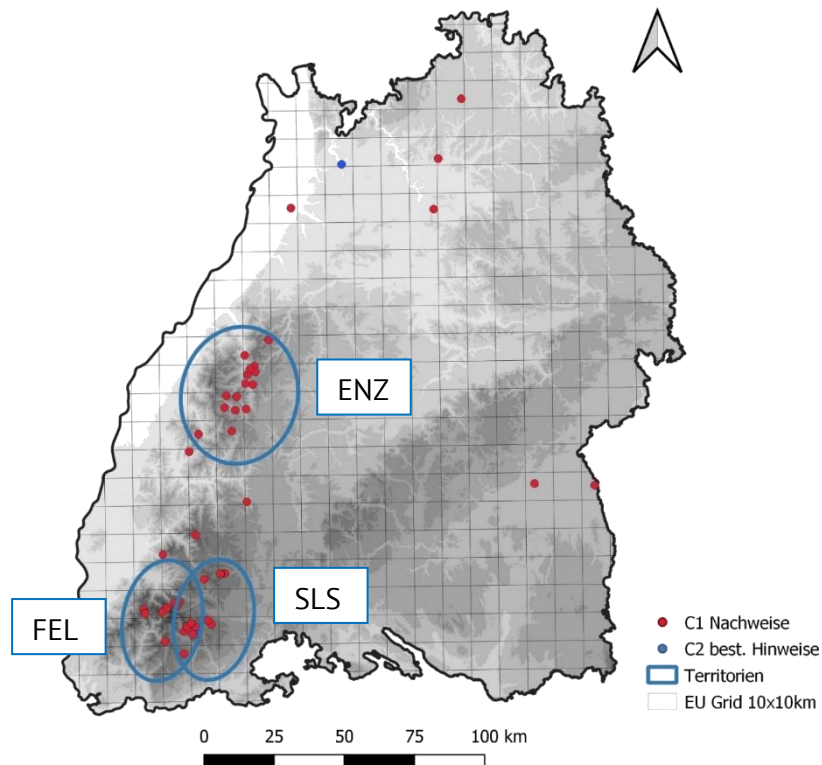 ENZ
SLS
FEL
C1 Nachweise
C2 best. Hinweise
Territorien
EU Grid 10x10km
0 25 50 75 100 km